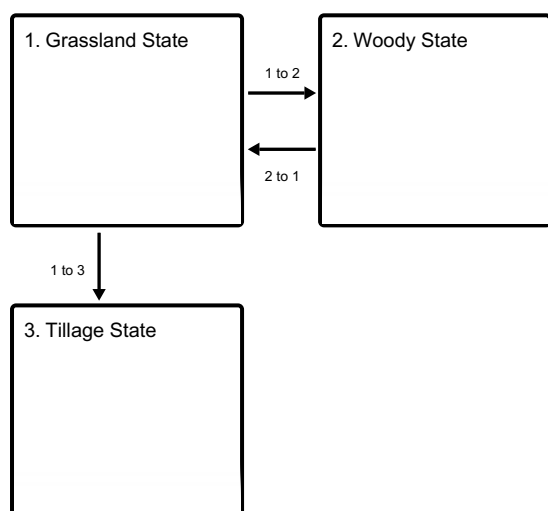 1. Grassland State
2. Woody State
1 to 2
2 to 1
1 to 3
3. Tillage State